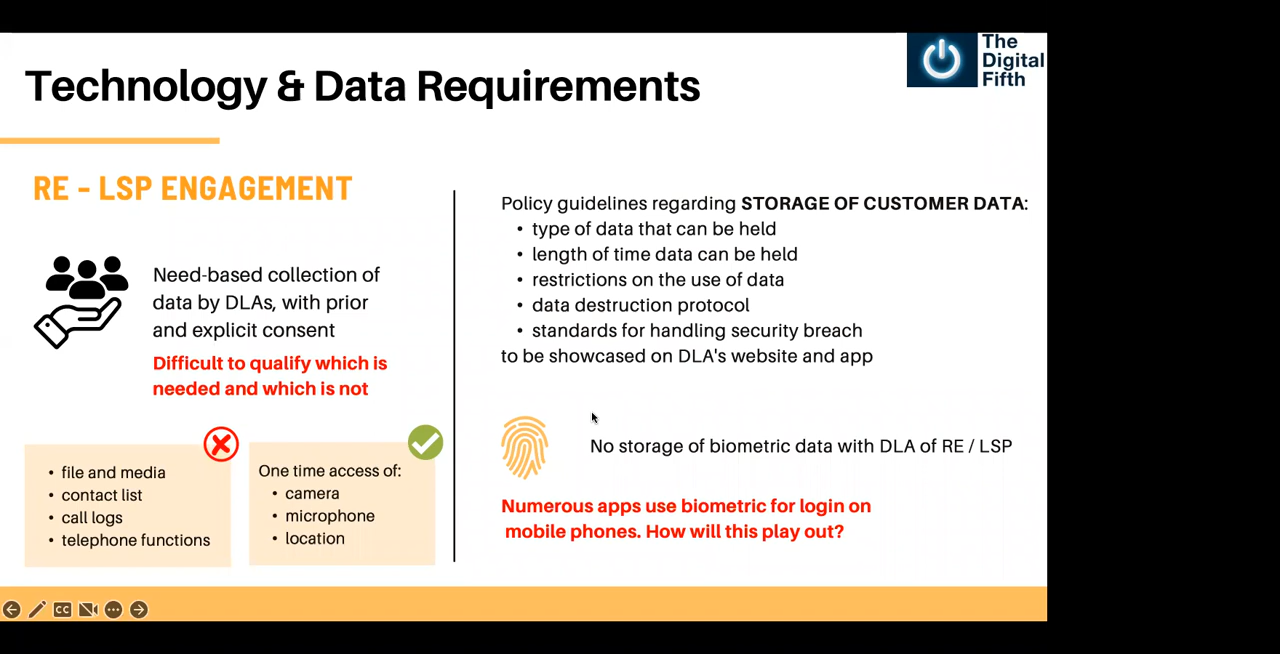 Technology & Data Requirements
The
Digital
Fifth
RE - LSP ENGAGEMENT
Need-based collection of
data by DLAs, with prior
and explicit consent
Difficult to qualify which is
needed and which is not
• file and media
• contact list
• call logs
• telephone functions
One time access of:
• camera
• microphone
• location
Policy guidelines regarding STORAGE OF CUSTOMER DATA:
• type of data that can be held
• length of time data can be held
• restrictions on the use of data
• data destruction protocol
• standards for handling security breach
to be showcased on DLA's website and app
No storage of biometric data with DLA of RE / LSP
Numerous apps use biometric for login on
mobile phones. How will this play out?
CC